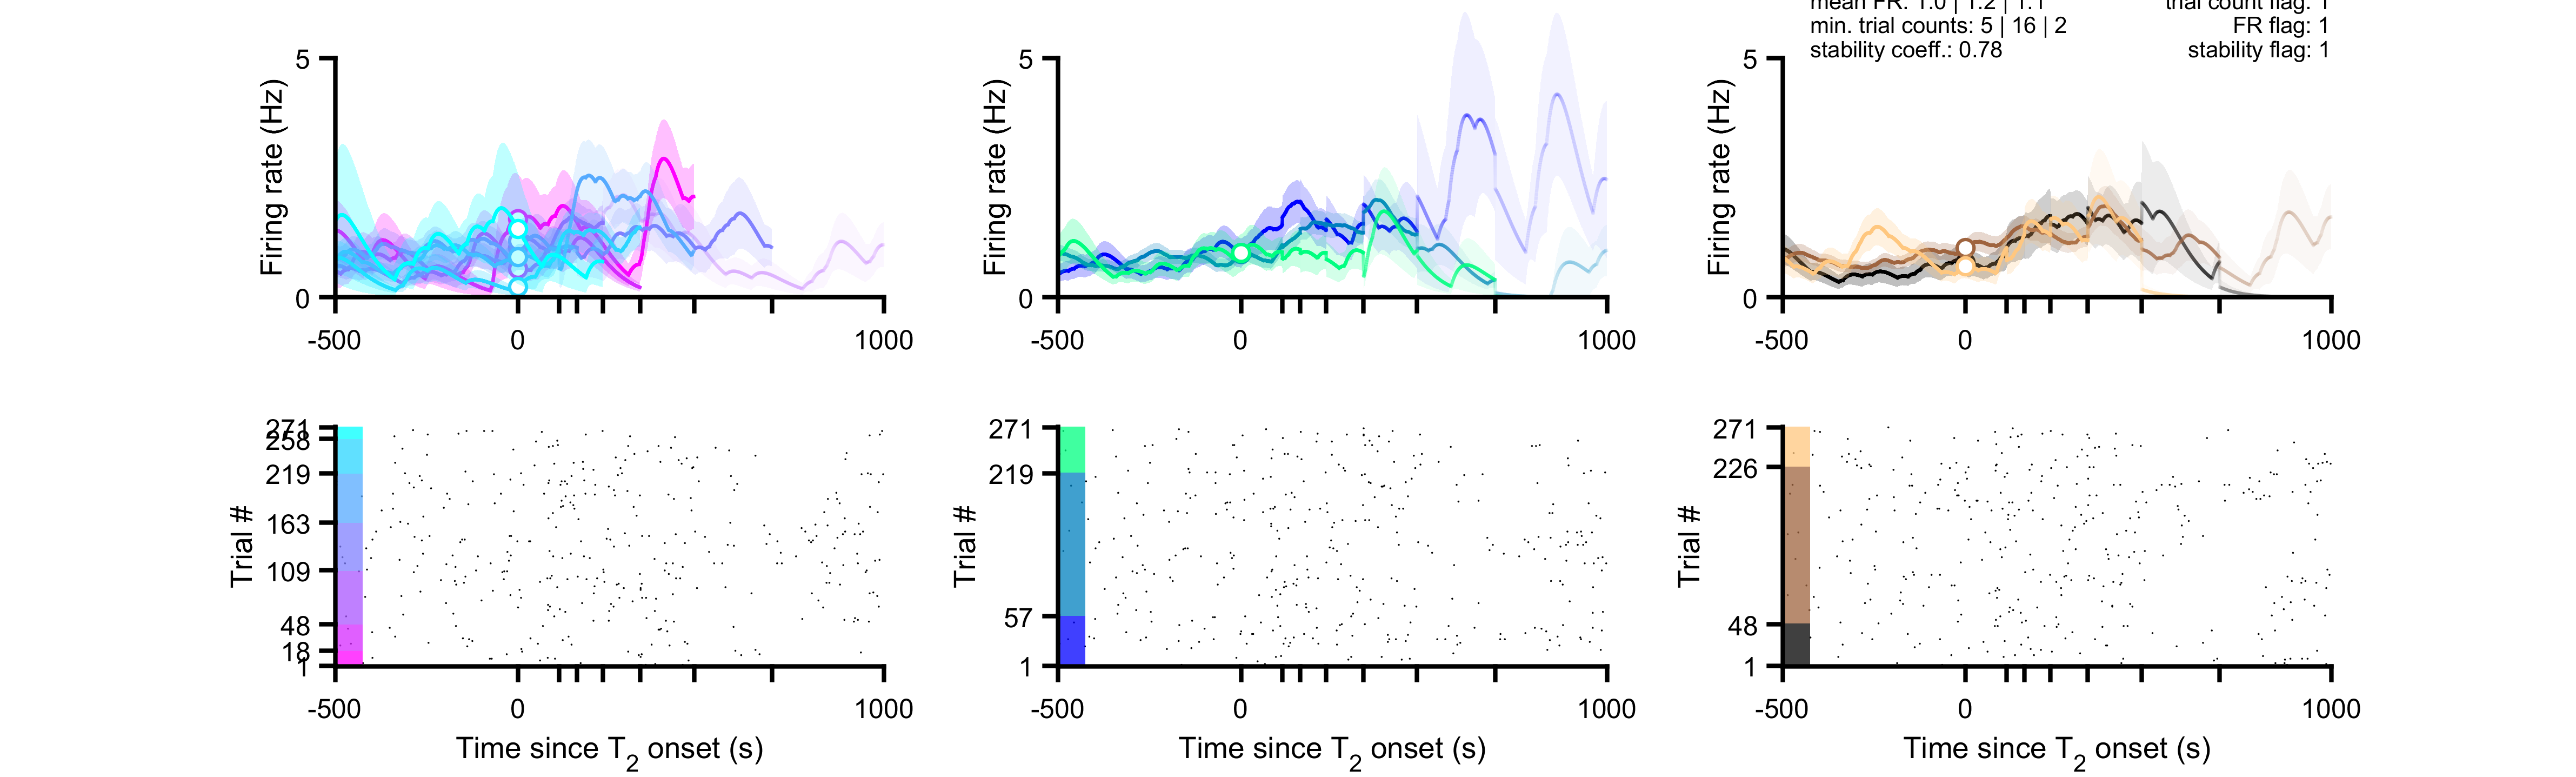 mean FR: 1.0 | 1.2 | 1.1 trial count flag: 1
min. trial counts: 5 | 16 | 2 FR flag: 1
stability coeff.: 0.78 stability flag: 1
Firing rate (Hz)
5
0
-500 0 1000
Firing rate (Hz)
5
0
-500 0 1000
Firing rate (Hz)
5
0
-500 0 1000
Trial #
271
258
219
163
109
48
18
1
-500 0 1000
Time since T2 onset (s)
Trial #
271
219
57
1
-500 0 1000
Time since T2 onset (s)
Trial #
271
226
48
1
-500 0 1000
Time since T2 onset (s)